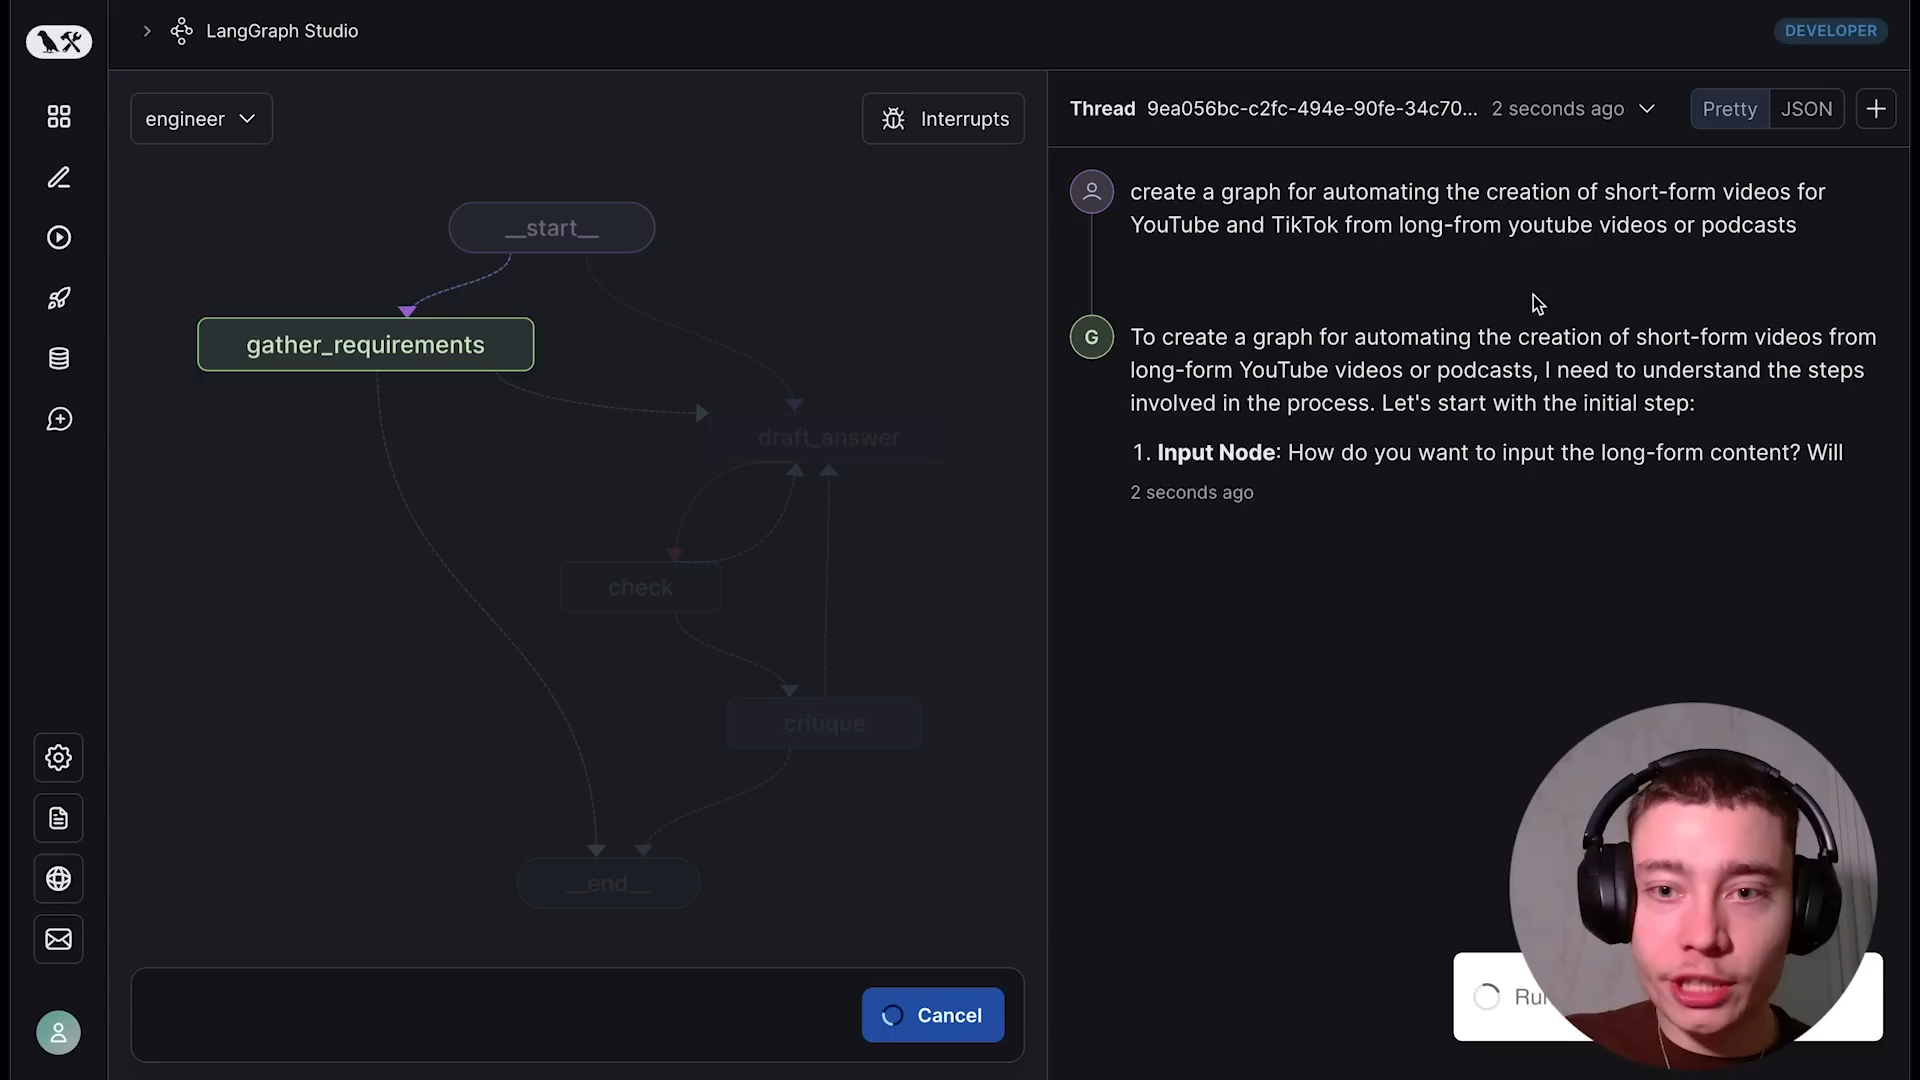 LangGraph Studio
DEVELOPER
engineer
Interrupts
Thread 9ea056bc-c2fc-494e-90fe-34c70... 2 seconds ago
Pretty
JSON
__start__
gather_requirements
draft_answer
check
critique
__end__
Cancel
create a graph for automating the creation of short-form videos for
YouTube and TikTok from long-from youtube videos or podcasts
G
To create a graph for automating the creation of short-form videos from
long-form YouTube videos or podcasts, I need to understand the steps
involved in the process. Let's start with the initial step:
1. Input Node: How do you want to input the long-form content? Will
2 seconds ago